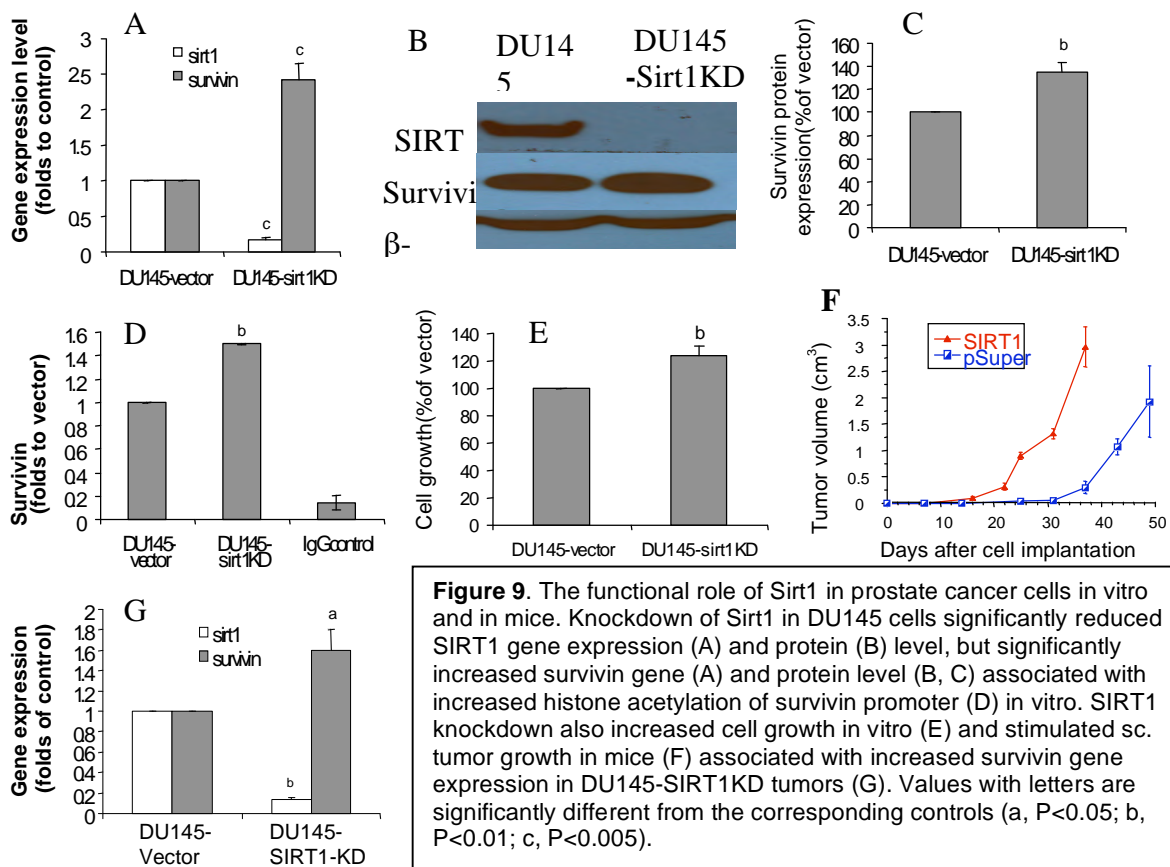 A
Gene expression level
(folds to control)
3
2.5
2
1.5
1
0.5
0
sirt1
survivin
c
c
DU145-vector
DU145-sirt1KD
B
DU14
5
DU145
-Sirt1KD
SIRT
Survivi
β-
C
Survivin protein
expression(% of vector)
160
140
120
100
80
60
40
20
0
b
DU145-vector
DU145-sirt1KD
D
Survivin
(folds to vector)
1.6
1.4
1.2
1
0.8
0.6
0.4
0.2
0
b
DU145-
vector
DU145-
sirt1KD
IgG control
E
Cell growth(% of vector)
140
120
100
80
60
40
20
0
b
DU145-vector
DU145-sirt1KD
F
Tumor volume (cm3)
3.5
3
2.5
2
1.5
1
0.5
0
SIRT1
pSuper
0 10 20 30 40 50
Days after cell implantation
G
Gene expression
(folds of control)
2
1.8
1.6
1.4
1.2
1
0.8
0.6
0.4
0.2
0
sirt1
survivin
b
a
DU145-
Vector
DU145-
SIRT1-KD
Figure 9. The functional role of Sirt1 in prostate cancer cells in vitro
and in mice. Knockdown of Sirt1 in DU145 cells significantly reduced
SIRT1 gene expression (A) and protein (B) level, but significantly
increased survivin gene (A) and protein level (B, C) associated with
increased histone acetylation of survivin promoter (D) in vitro. SIRT1
knockdown also increased cell growth in vitro (E) and stimulated sc.
tumor growth in mice (F) associated with increased survivin gene
expression in DU145-SIRT1KD tumors (G). Values with letters are
significantly different from the corresponding controls (a, P<0.05; b,
P<0.01; c, P<0.005).